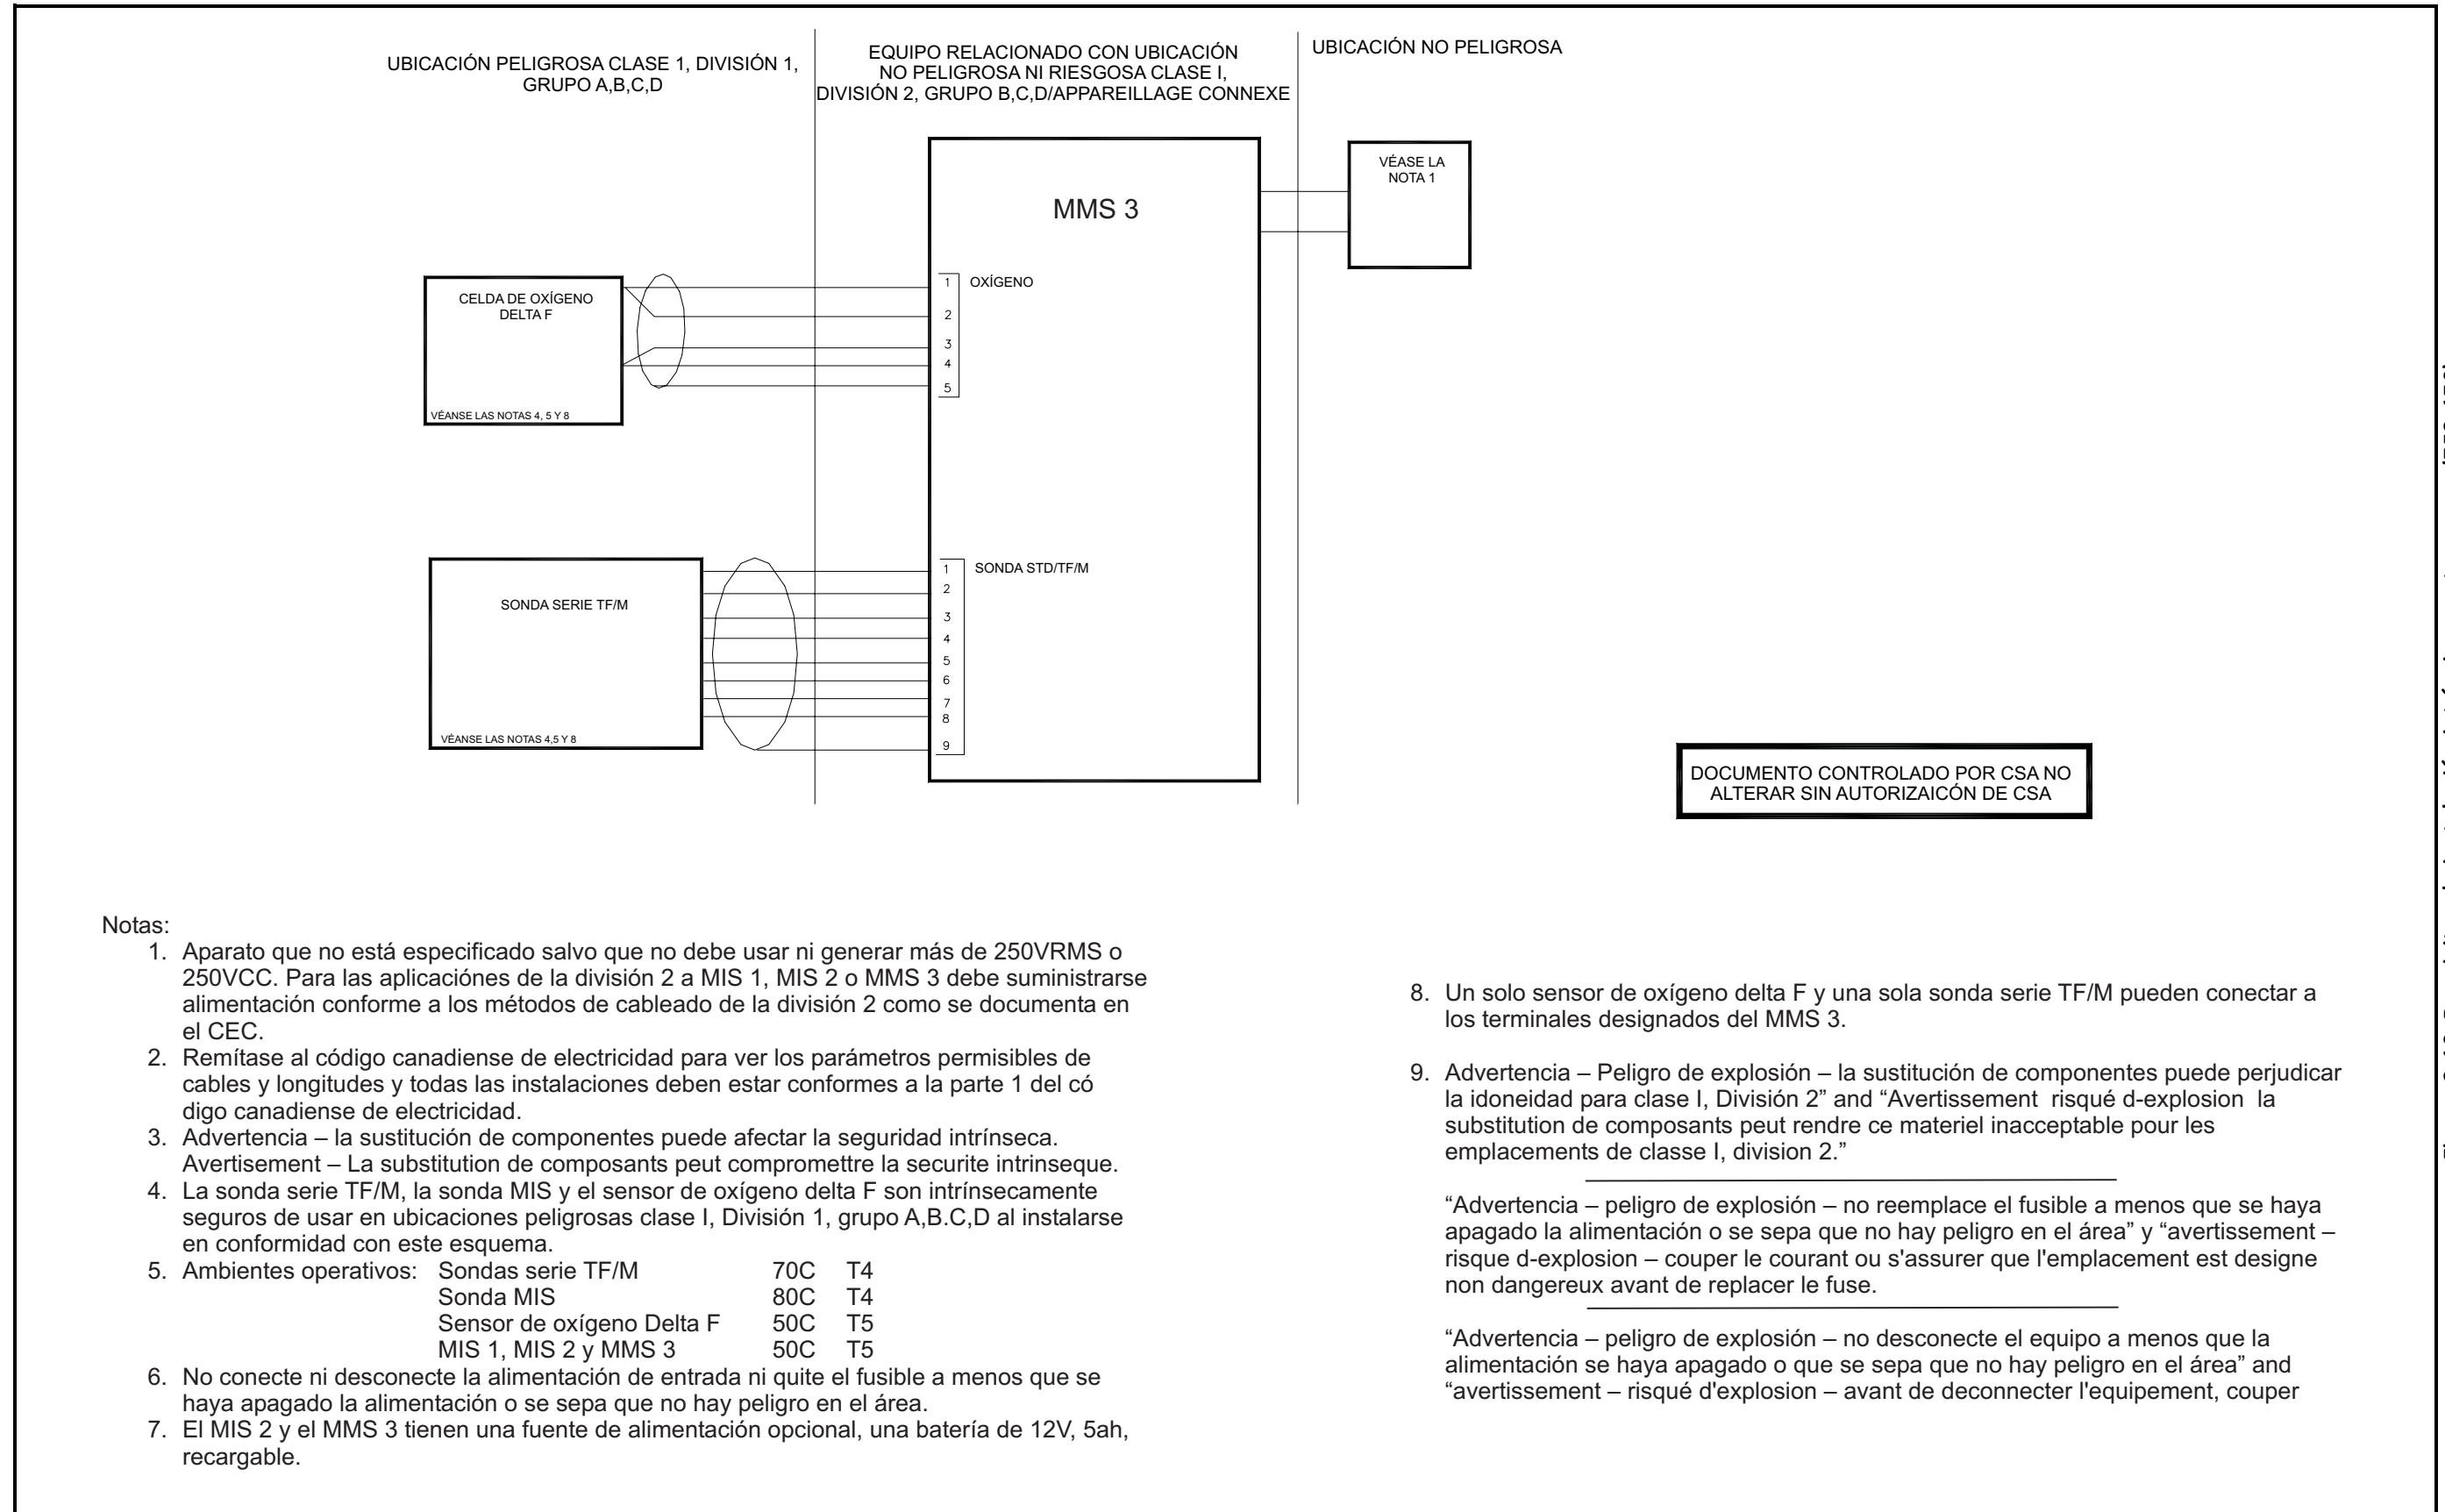 UBICACIÓN PELIGROSA CLASE 1, DIVISIÓN 1,
GRUPO A,B,C,D
EQUIPO RELACIONADO CON UBICACIÓN
NO PELIGROSA NI RIESGOSA CLASE I,
DIVISIÓN 2, GRUPO B,C,D/APPAREILLAGE CONNEXE
UBICACIÓN NO PELIGROSA
VÉASE LA
NOTA 1
MMS 3
CELDA DE OXÍGENO
DELTA F
VÉANSE LAS NOTAS 4, 5 Y 8
1 OXÍGENO
2
3
4
5
SONDA SERIE TF/M
VÉANSE LAS NOTAS 4,5 Y 8
1 SONDA STD/TF/M
2
3
4
5
6
7
8
9
DOCUMENTO CONTROLADO POR CSA NO
ALTERAR SIN AUTORIZAICÓN DE CSA
Notas:
1. Aparato que no está especificado salvo que no debe usar ni generar más de 250VRMS o
250VCC. Para las aplicaciónes de la división 2 a MIS 1, MIS 2 o MMS 3 debe suministrarse
alimentación conforme a los métodos de cableado de la división 2 como se documenta en
el CEC.
2. Remítase al código canadiense de electricidad para ver los parámetros permisibles de
cables y longitudes y todas las instalaciones deben estar conformes a la parte 1 del có
digo canadiense de electricidad.
3. Advertencia – la sustitución de componentes puede afectar la seguridad intrínseca.
Avertisement – La substitution de composants peut compromettre la securite intrinseque.
4. La sonda serie TF/M, la sonda MIS y el sensor de oxígeno delta F son intrínsecamente
seguros de usar en ubicaciones peligrosas clase I, División 1, grupo A,B.C,D al instalarse
en conformidad con este esquema.
5. Ambientes operativos: Sondas serie TF/M 70C T4
Sonda MIS 80C T4
Sensor de oxígeno Delta F 50C T5
MIS 1, MIS 2 y MMS 3 50C T5
6. No conecte ni desconecte la alimentación de entrada ni quite el fusible a menos que se
haya apagado la alimentación o se sepa que no hay peligro en el área.
7. El MIS 2 y el MMS 3 tienen una fuente de alimentación opcional, una batería de 12V, 5ah,
recargable.
8. Un solo sensor de oxígeno delta F y una sola sonda serie TF/M pueden conectar a
los terminales designados del MMS 3.
9. Advertencia – Peligro de explosión – la sustitución de componentes puede perjudicar
la idoneidad para clase I, División 2” and “Avertissement risqué d-explosion la
substitution de composants peut rendre ce materiel inacceptable pour les
emplacements de classe I, division 2.”
“Advertencia – peligro de explosión – no reemplace el fusible a menos que se haya
apagado la alimentación o se sepa que no hay peligro en el área” y “avertissement –
risque d-explosion – couper le courant ou s'assurer que l'emplacement est designe
non dangereux avant de replacer le fuse.
“Advertencia – peligro de explosión – no desconecte el equipo a menos que la
alimentación se haya apagado o que se sepa que no hay peligro en el área” and
“avertissement – risqué d'explosion – avant de deconnecter l'equipement, couper